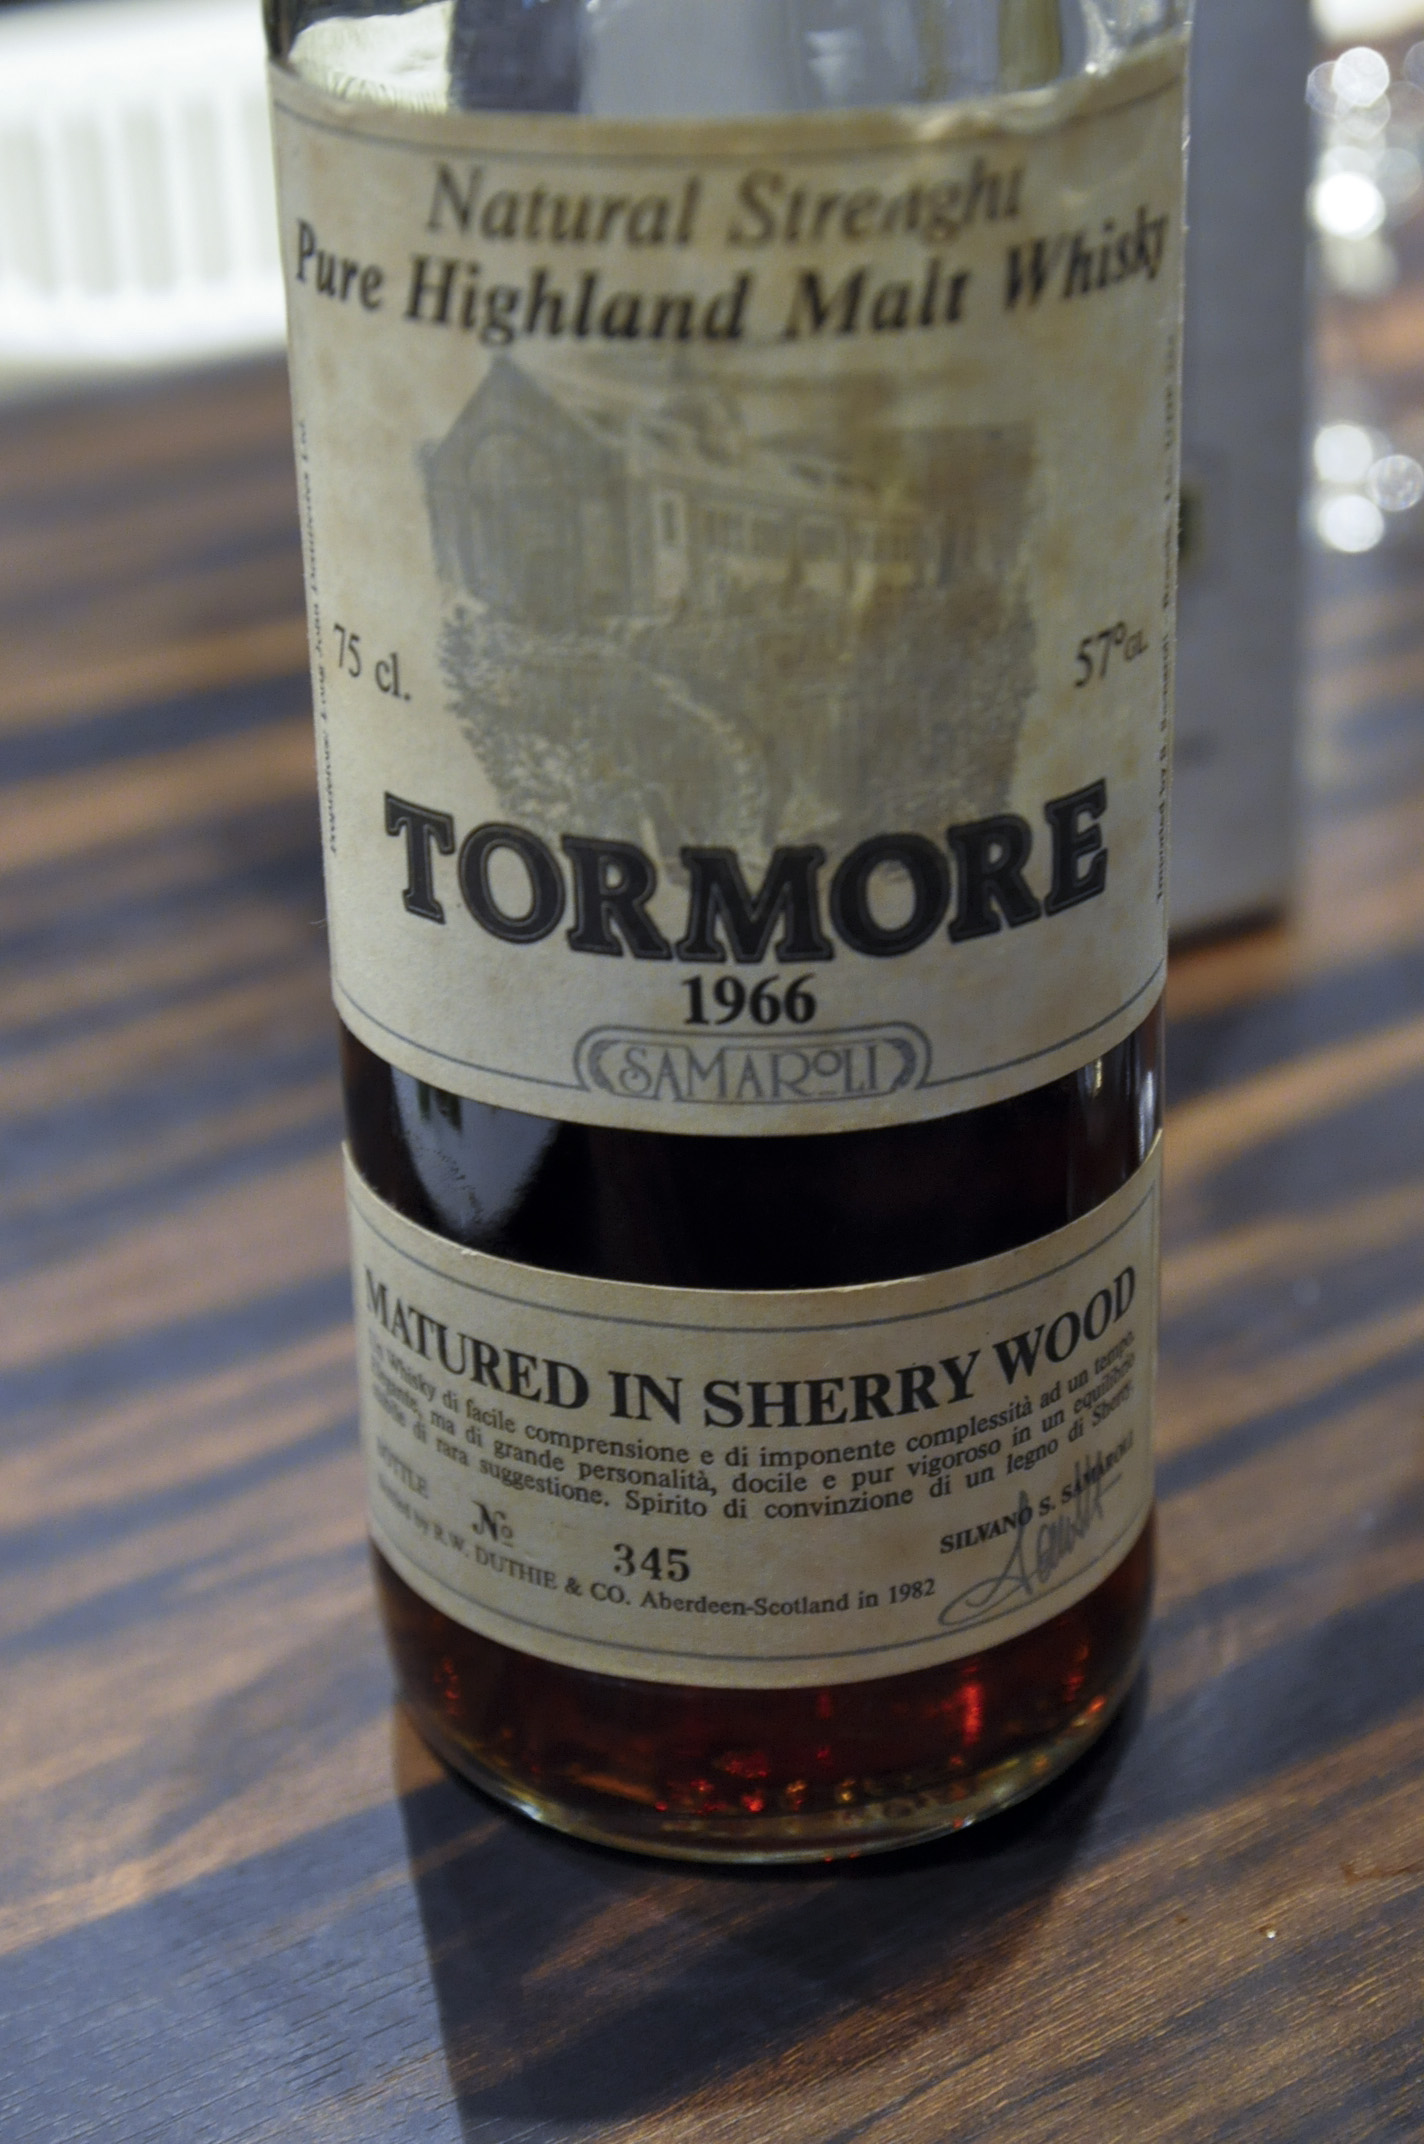 Natural Strenght
Pure Highland Malt Whisky
75 cl.
57°GL
TORMORE
1966
SAMAROLI
MATURED IN SHERRY WOOD
Whisky di facile comprensione e di imponente complessità ad un tempo.
Elegante, ma di grande personalità, docile e pur vigoroso in un equilibrio
di rara suggestione. Spirito di convinzione di un legno di Sherry.
BOTTLE No 345
SILVANO S. SAMAROLI
by R.W. DUTHIE & CO. Aberdeen-Scotland in 1982